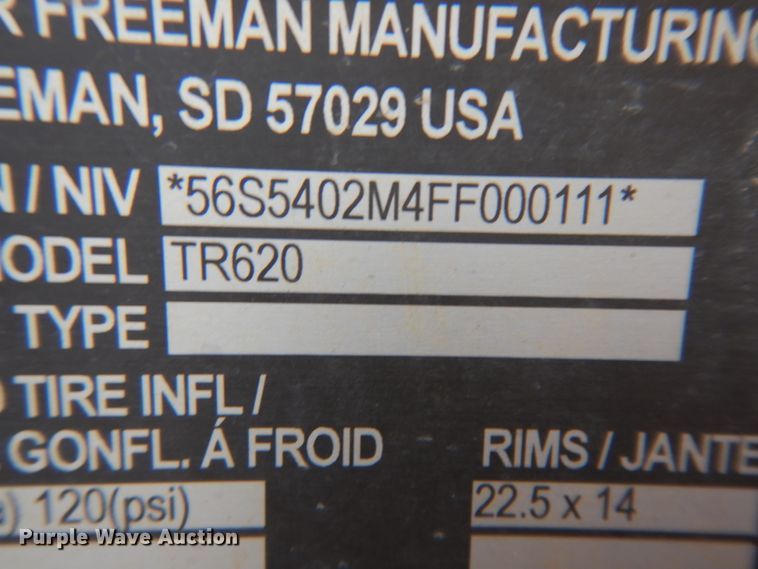 R FREEMAN MANUFACTURING
EMAN, SD 57029 USA
N / NIV *56S5402M4FF000111*
MODEL TR620
TYPE
TIRE INFL /
GONFL. Á FROID RIMS / JANTE
120(psi) 22.5 x 14
Purple Wave Auction